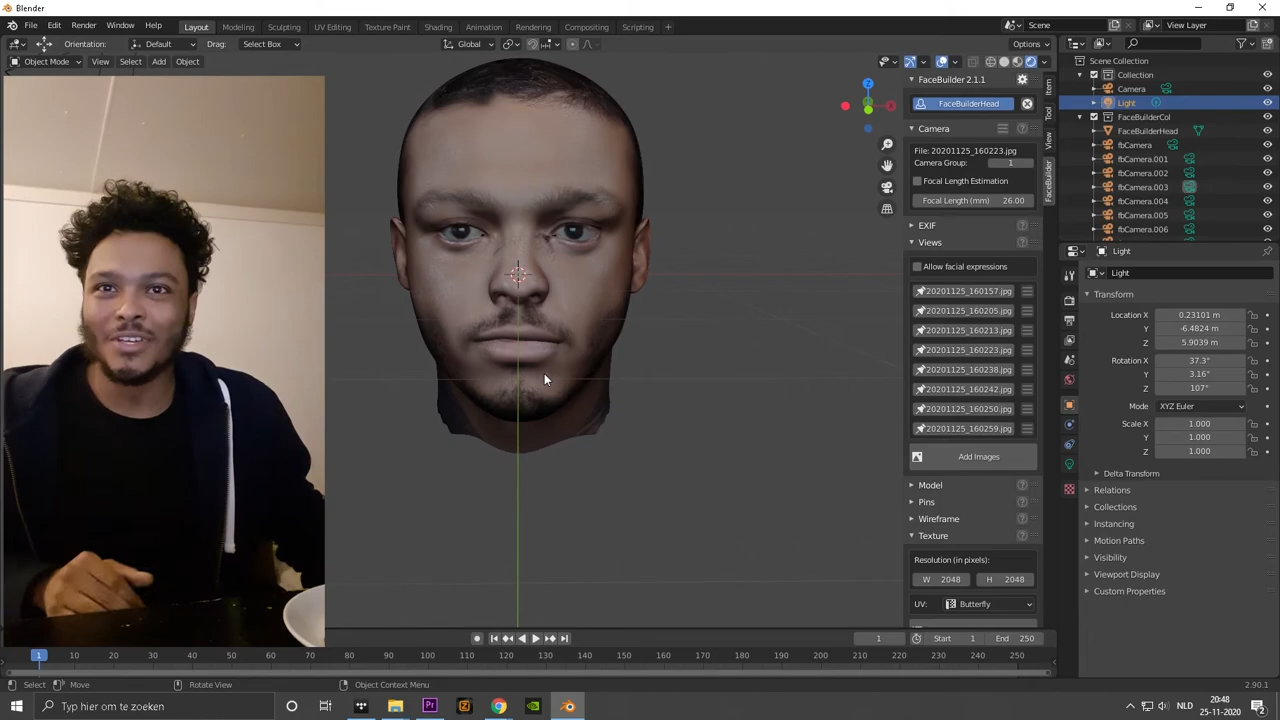 Blender
File Edit Render Window Help
Layout Modeling Sculpting UV Editing Texture Paint Shading Animation Rendering Compositing Scripting +
Scene
View Layer
Orientation: Default Drag: Select Box
Global
Options
Object Mode View Select Add Object
FaceBuilder 2.1.1
FaceBuilderHead
Camera
File: 20201125_160223.jpg
Camera Group: 1
Focal Length Estimation
Focal Length (mm) 26.00
EXIF
Views
Allow facial expressions
20201125_160157.jpg
20201125_160205.jpg
20201125_160213.jpg
20201125_160223.jpg
20201125_160238.jpg
20201125_160242.jpg
20201125_160250.jpg
20201125_160259.jpg
Add Images
Model
Pins
Wireframe
Texture
Resolution (in pixels):
W 2048 H 2048
UV: Butterfly
Item
Tool
View
FaceBuilder
Scene Collection
Collection
Camera
Light
FaceBuilderCol
FaceBuilderHead
fbCamera
fbCamera.001
fbCamera.002
fbCamera.003
fbCamera.004
fbCamera.005
fbCamera.006
Light
Light
Transform
Location X 0.23101 m
Y -6.4824 m
Z 5.9039 m
Rotation X 37.3°
Y 3.16°
Z 107°
Mode XYZ Euler
Scale X 1.000
Y 1.000
Z 1.000
Delta Transform
Relations
Collections
Instancing
Motion Paths
Visibility
Viewport Display
Custom Properties
1 Start 1 End 250
1 10 20 30 40 50 60 70 80 90 100 110 120 130 140 150 160 170 180 190 200 210 220 230 240 250
Select Move Rotate View Object Context Menu 2.90.1
Typ hier om te zoeken
NLD
20:48
25-11-2020
2